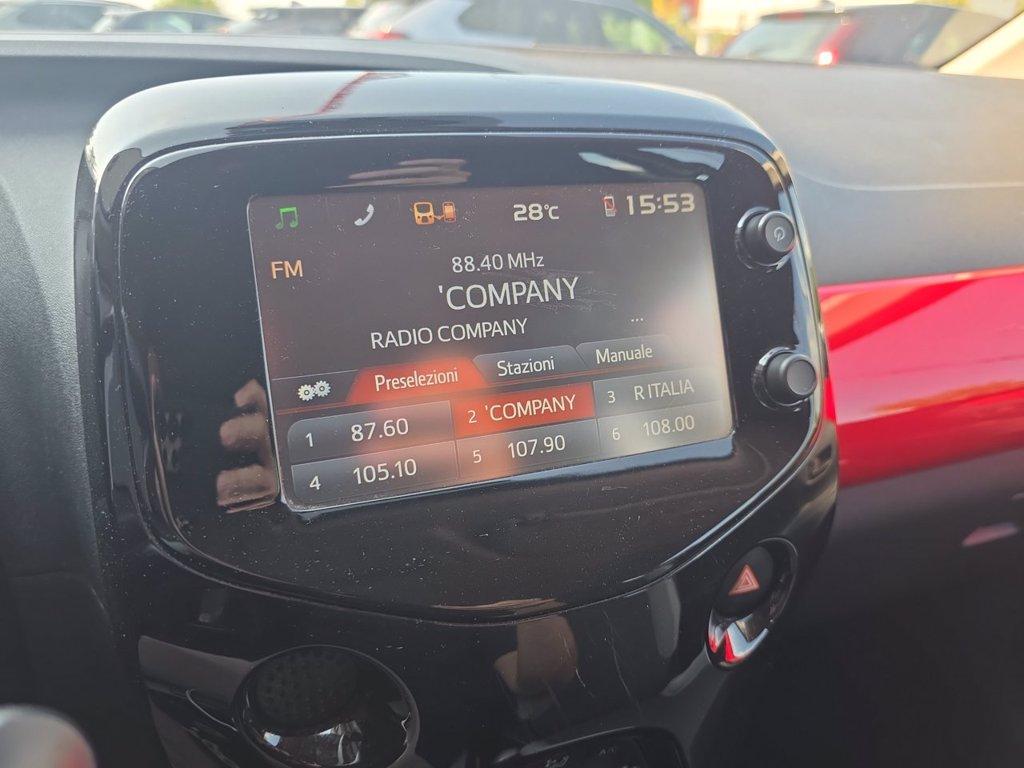 28°C 15:53
FM
88.40 MHz
'COMPANY
RADIO COMPANY ...
Preselezioni Stazioni Manuale
1 87.60 2 'COMPANY 3 R ITALIA
4 105.10 5 107.90 6 108.00